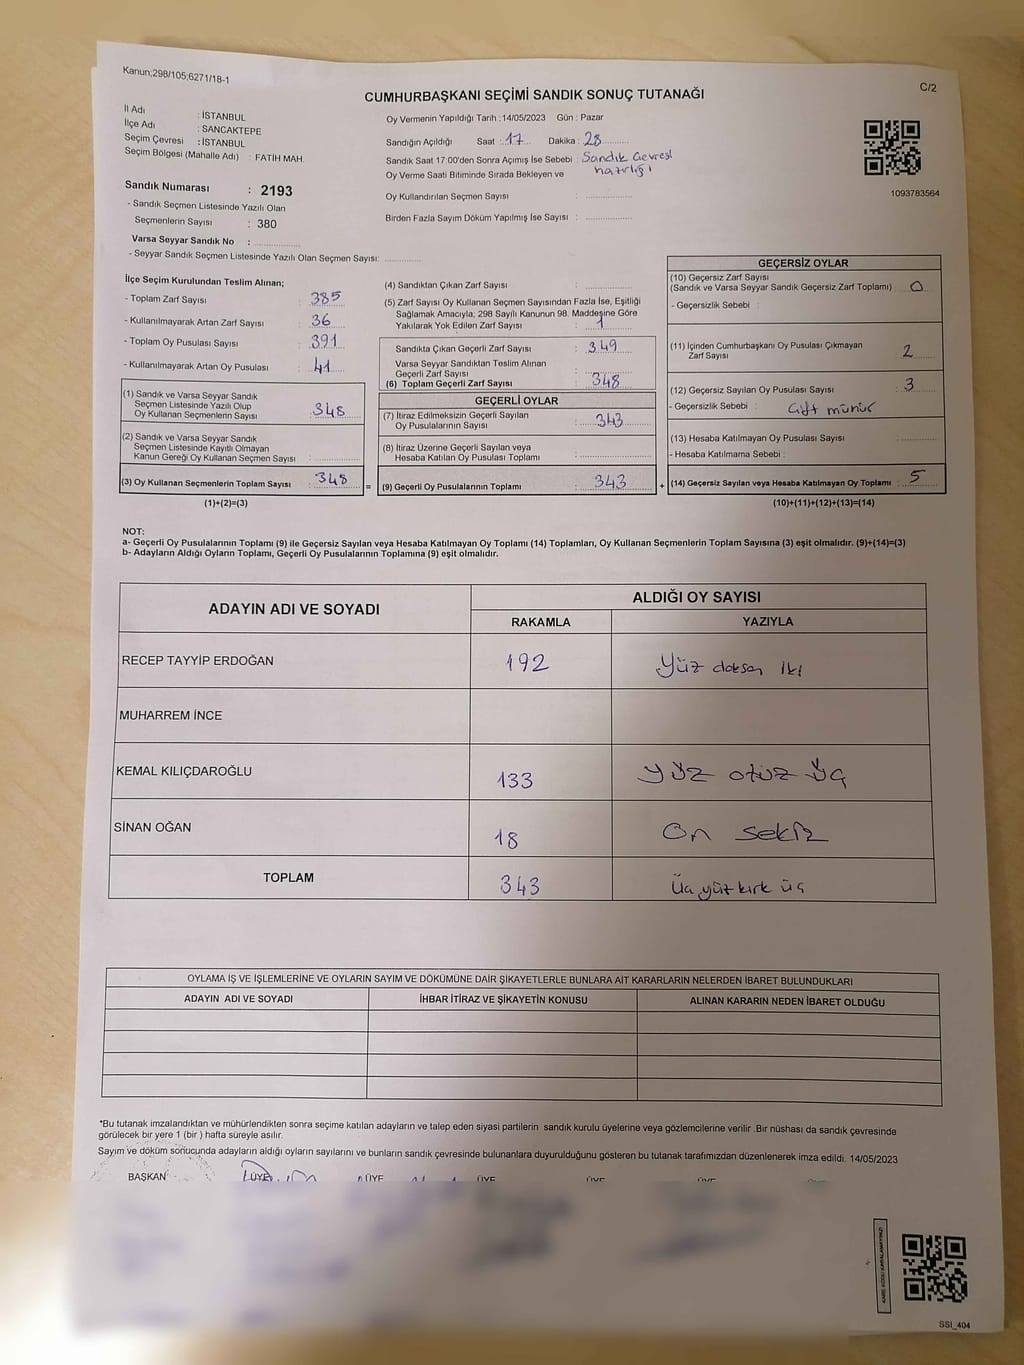 Kanun;298/105;6271/18-1
C/2
CUMHURBAŞKANI SEÇİMİ SANDIK SONUÇ TUTANAĞI
İl Adı : İSTANBUL
İlçe Adı : SANCAKTEPE
Seçim Çevresi : İSTANBUL
Seçim Bölgesi (Mahalle Adı) : FATİH MAH.
Oy Vermenin Yapıldığı Tarih :14/05/2023 Gün : Pazar
Sandığın Açıldığı Saat : 17 Dakika : 28
Sandık Saat 17:00'den Sonra Açımış İse Sebebi : Sandık Çevresi
hazırlığı
Oy Verme Saati Bitiminde Sırada Bekleyen ve
Oy Kullandırılan Seçmen Sayısı :
Birden Fazla Sayım Döküm Yapılmış İse Sayısı :
1093783564
Sandık Numarası : 2193
- Sandık Seçmen Listesinde Yazılı Olan
Seçmenlerin Sayısı : 380
Varsa Seyyar Sandık No :
- Seyyar Sandık Seçmen Listesinde Yazılı Olan Seçmen Sayısı:
İlçe Seçim Kurulundan Teslim Alınan;
- Toplam Zarf Sayısı : 385
- Kullanılmayarak Artan Zarf Sayısı : 36
- Toplam Oy Pusulası Sayısı : 391
- Kullanılmayarak Artan Oy Pusulası : 41
(1) Sandık ve Varsa Seyyar Sandık
Seçmen Listesinde Yazılı Olup
Oy Kullanan Seçmenlerin Sayısı : 348
(2) Sandık ve Varsa Seyyar Sandık
Seçmen Listesinde Kayıtlı Olmayan
Kanun Gereği Oy Kullanan Seçmen Sayısı :
(3) Oy Kullanan Seçmenlerin Toplam Sayısı : 348
(1)+(2)=(3)
=
(4) Sandıktan Çıkan Zarf Sayısı :
(5) Zarf Sayısı Oy Kullanan Seçmen Sayısından Fazla İse, Eşitliği
Sağlamak Amacıyla; 298 Sayılı Kanunun 98. Maddesine Göre
Yakılarak Yok Edilen Zarf Sayısı : 1
Sandıkta Çıkan Geçerli Zarf Sayısı : 349
Varsa Seyyar Sandıktan Teslim Alınan
Geçerli Zarf Sayısı :
(6) Toplam Geçerli Zarf Sayısı : 348
GEÇERLİ OYLAR
(7) İtiraz Edilmeksizin Geçerli Sayılan
Oy Pusulalarının Sayısı : 343
(8) İtiraz Üzerine Geçerli Sayılan veya
Hesaba Katılan Oy Pusulası Toplamı :
(9) Geçerli Oy Pusulalarının Toplamı : 343
+
GEÇERSİZ OYLAR
(10) Geçersiz Zarf Sayısı
(Sandık ve Varsa Seyyar Sandık Geçersiz Zarf Toplamı) : 0
- Geçersizlik Sebebi :
(11) İçinden Cumhurbaşkanı Oy Pusulası Çıkmayan
Zarf Sayısı : 2
(12) Geçersiz Sayılan Oy Pusulası Sayısı : 3
- Geçersizlik Sebebi : Çift mühür
(13) Hesaba Katılmayan Oy Pusulası Sayısı :
- Hesaba Katılmama Sebebi :
(14) Geçersiz Sayılan veya Hesaba Katılmayan Oy Toplamı : 5
(10)+(11)+(12)+(13)=(14)
NOT:
a- Geçerli Oy Pusulalarının Toplamı (9) ile Geçersiz Sayılan veya Hesaba Katılmayan Oy Toplamı (14) Toplamları, Oy Kullanan Seçmenlerin Toplam Sayısına (3) eşit olmalıdır. (9)+(14)=(3)
b- Adayların Aldığı Oyların Toplamı, Geçerli Oy Pusulalarının Toplamına (9) eşit olmalıdır.
ADAYIN ADI VE SOYADI
ALDIĞI OY SAYISI
RAKAMLA YAZIYLA
RECEP TAYYİP ERDOĞAN 192 Yüz doksan İki
MUHARREM İNCE
KEMAL KILIÇDAROĞLU 133 Yüz otuz üç
SİNAN OĞAN 18 On sekiz
TOPLAM 343 Üç yüz kırk üç
OYLAMA İŞ VE İŞLEMLERİNE VE OYLARIN SAYIM VE DÖKÜMÜNE DAİR ŞİKAYETLERLE BUNLARA AİT KARARLARIN NELERDEN İBARET BULUNDUKLARI
ADAYIN ADI VE SOYADI İHBAR İTİRAZ VE ŞİKAYETİN KONUSU ALINAN KARARIN NEDEN İBARET OLDUĞU
*Bu tutanak imzalandıktan ve mühürlendikten sonra seçime katılan adayların ve talep eden siyasi partilerin sandık kurulu üyelerine veya gözlemcilerine verilir .Bir nüshası da sandık çevresinde
görülecek bir yere 1 (bir ) hafta süreyle asılır.
Sayım ve döküm sonucunda adayların aldığı oyların sayılarını ve bunların sandık çevresinde bulunanlara duyurulduğunu gösteren bu tutanak tarafımızdan düzenlenerek imza edildi. 14/05/2023
BAŞKAN ÜYE ÜYE ÜYE ÜYE ÜYE ÜYE
KARE KODU KARALAMAYINIZ!
SSI_404